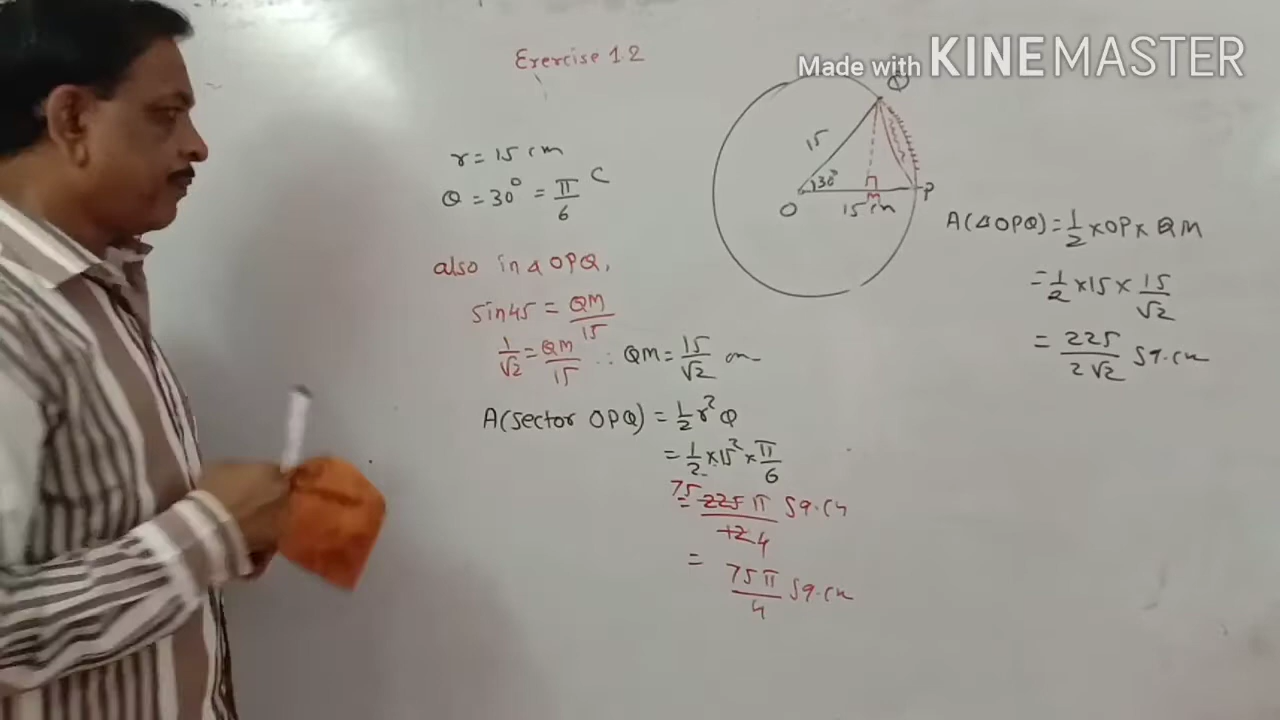 Exercise 1.2
Made with KINEMASTER
r = 15 cm
θ = 30° = π/6 c
Q
15
30°
O
M
P
15 cm
also in △ OPQ,
Sin45 = QM/15
1/√2 = QM/15 ∴ QM = 15/√2 cm
A(Sector OPQ) = 1/2 r² θ
= 1/2 × 15² × π/6
= 75 225 π / 12 4 sq.cm
= 75π/4 sq.cm
A(△OPQ) = 1/2 × OP × QM
= 1/2 × 15 × 15/√2
= 225/2√2 sq.cm